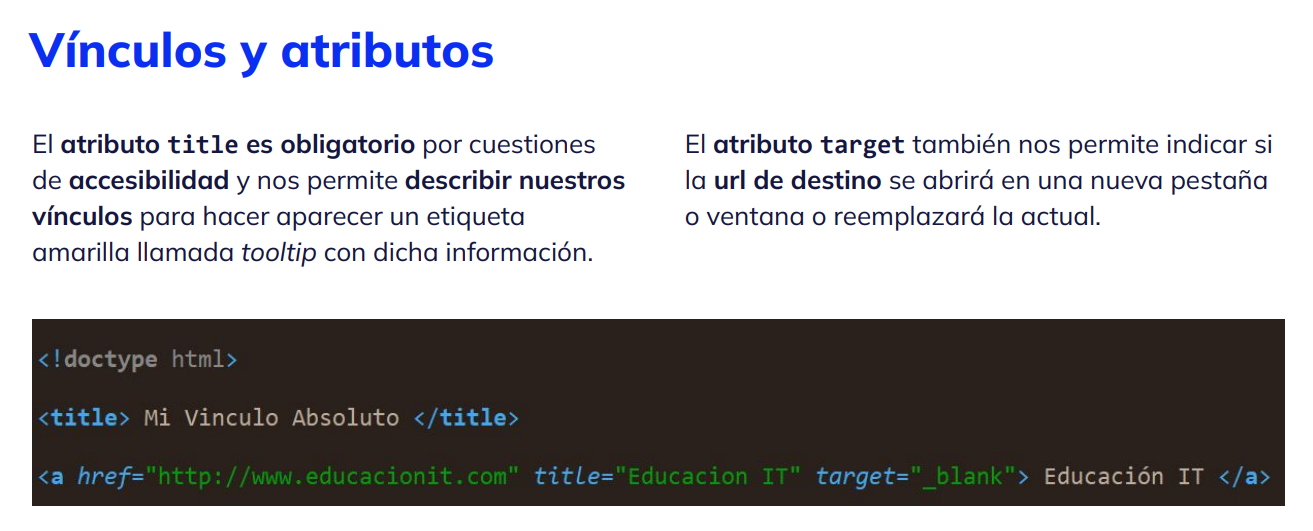 Vínculos y atributos
El atributo title es obligatorio por cuestiones
de accesibilidad y nos permite describir nuestros
vínculos para hacer aparecer un etiqueta
amarilla llamada tooltip con dicha información.
El atributo target también nos permite indicar si
la url de destino se abrirá en una nueva pestaña
o ventana o reemplazará la actual.
<!doctype html>
<title> Mi Vinculo Absoluto </title>
<a href="http://www.educacionit.com" title="Educacion IT" target="_blank"> Educación IT </a>